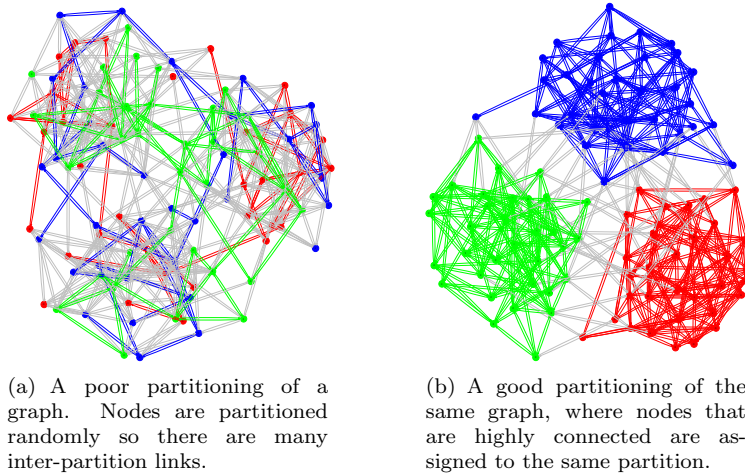 (a) A poor partitioning of a
graph. Nodes are partitioned
randomly so there are many
inter-partition links.
(b) A good partitioning of the
same graph, where nodes that
are highly connected are as-
signed to the same partition.